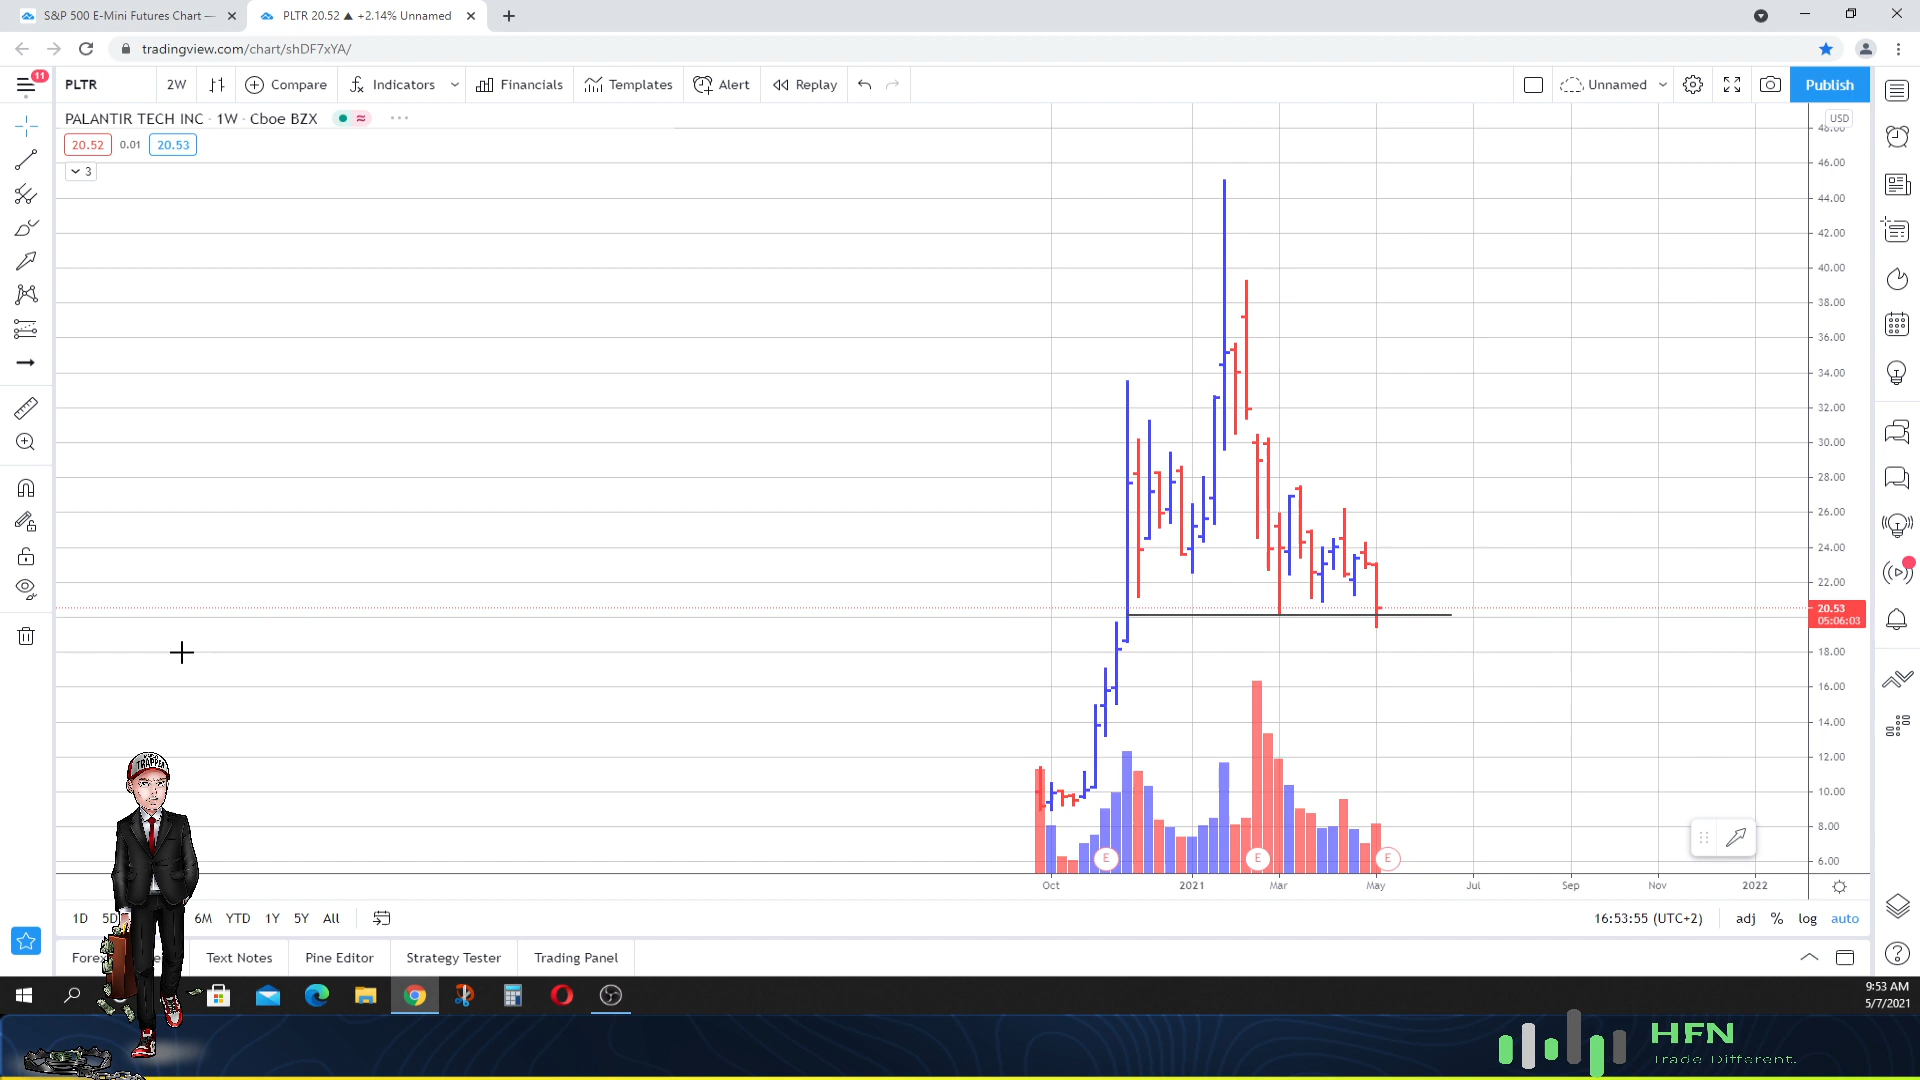 S&P 500 E-Mini Futures Chart —
PLTR 20.52 ▲ +2.14% Unnamed
tradingview.com/chart/shDF7xYA/
11
PLTR
2W
Compare
Indicators
Financials
Templates
Alert
Replay
Unnamed
Publish
PALANTIR TECH INC · 1W · Cboe BZX
USD
20.52
0.01
20.53
3
48.00
46.00
44.00
42.00
40.00
38.00
36.00
34.00
32.00
30.00
28.00
26.00
24.00
22.00
20.53
05:06:03
18.00
16.00
14.00
12.00
10.00
8.00
6.00
TRAPPER
E
E
E
Oct
2021
Mar
May
Jul
Sep
Nov
2022
1D
5D
6M
YTD
1Y
5Y
All
16:53:55 (UTC+2)
adj
%
log
auto
Text Notes
Pine Editor
Strategy Tester
Trading Panel
9:53 AM
5/7/2021
HFN
Trade Different.